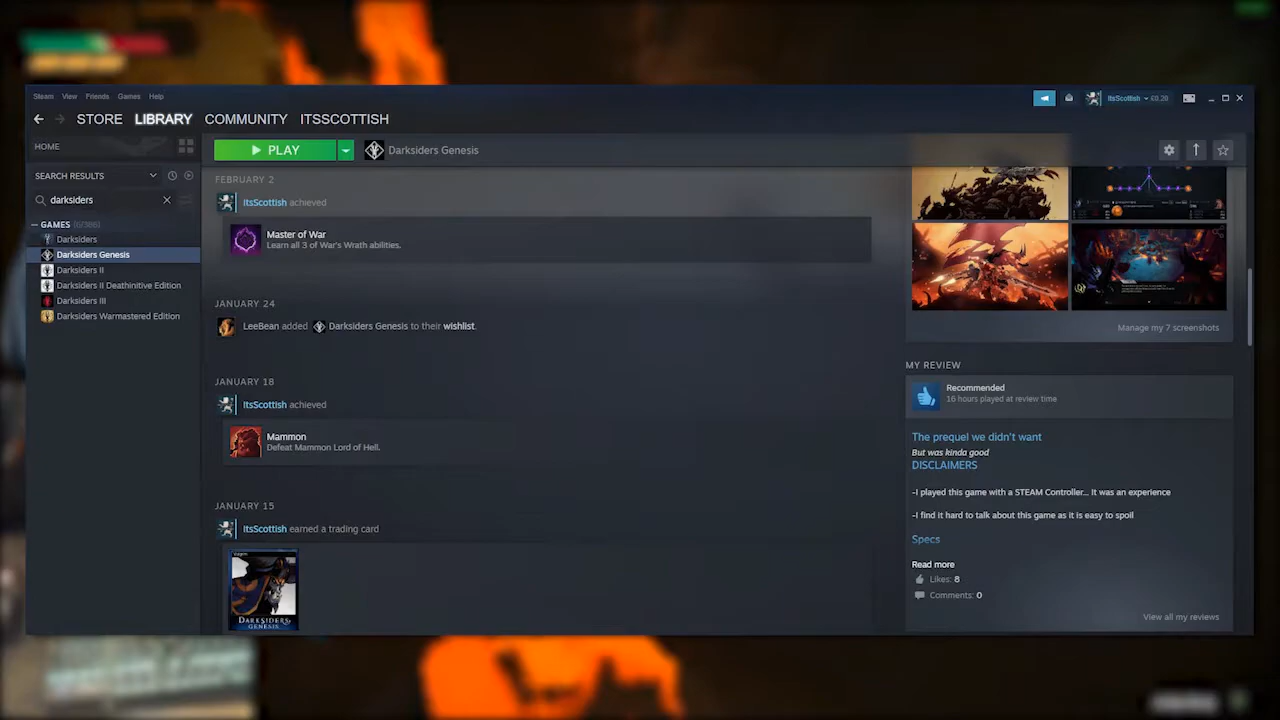 Steam View Friends Games Help
ItsScottish £0.20
STORE LIBRARY COMMUNITY ITSSCOTTISH
HOME
PLAY
Darksiders Genesis
SEARCH RESULTS
darksiders
GAMES
Darksiders
Darksiders Genesis
Darksiders II
Darksiders II Deathinitive Edition
Darksiders III
Darksiders Warmastered Edition
FEBRUARY 2
ItsScottish achieved
Master of War
Learn all 3 of War's Wrath abilities.
JANUARY 24
LeeBean added Darksiders Genesis to their wishlist.
JANUARY 18
ItsScottish achieved
Mammon
Defeat Mammon Lord of Hell.
JANUARY 15
ItsScottish earned a trading card
DARKSIDERS
GENESIS
Manage my 7 screenshots
MY REVIEW
Recommended
16 hours played at review time
The prequel we didn't want
But was kinda good
DISCLAIMERS
-I played this game with a STEAM Controller... It was an experience
-I find it hard to talk about this game as it is easy to spoil
Specs
Read more
Likes: 8
Comments: 0
View all my reviews